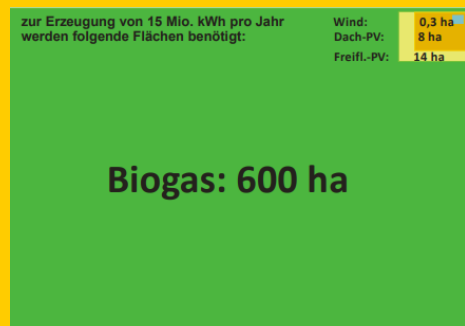 zur Erzeugung von 15 Mio. kWh pro Jahr
werden folgende Flächen benötigt:
Wind: 0,3 ha
Dach-PV: 8 ha
Freifl.-PV: 14 ha
Biogas: 600 ha